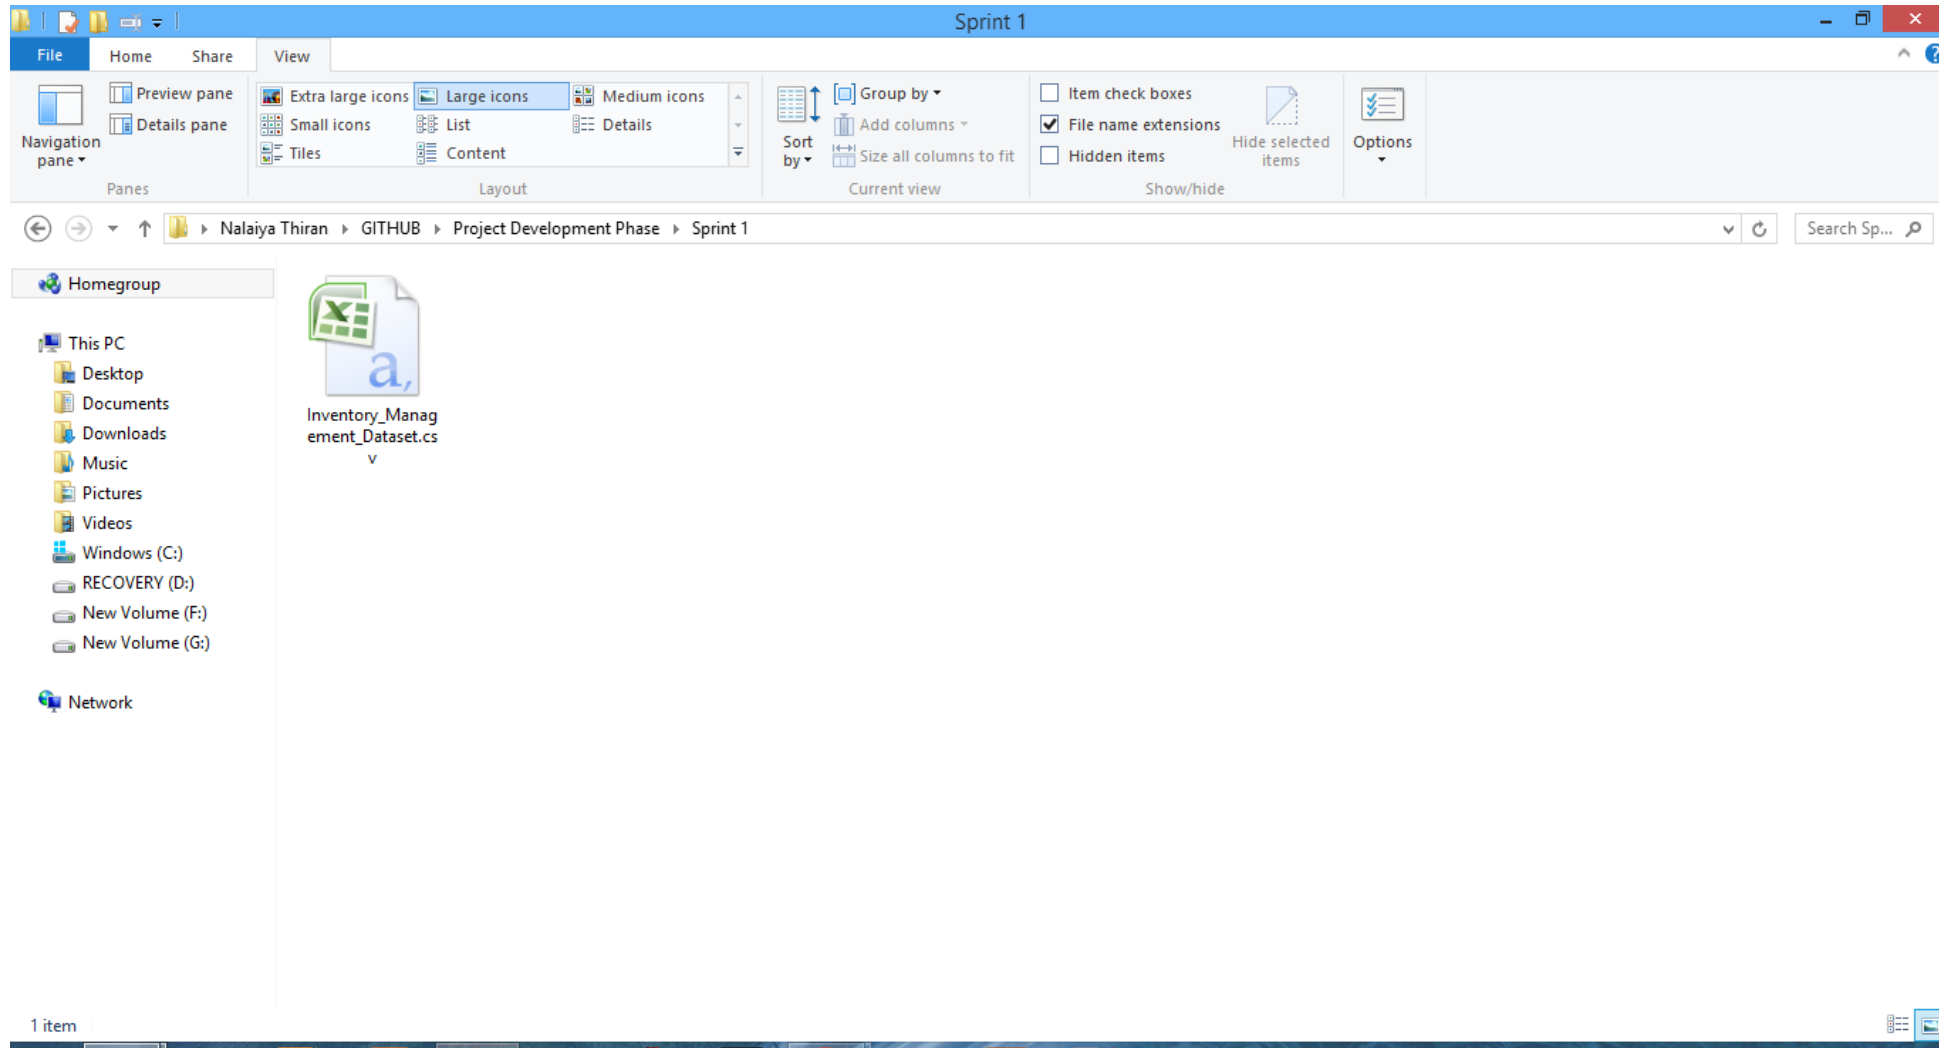 Sprint 1
File Home Share View
Preview pane
Details pane
Navigation
pane
Panes
Extra large icons Large icons Medium icons
Small icons List Details
Tiles Content
Layout
Sort
by
Group by
Add columns
Size all columns to fit
Current view
Item check boxes
File name extensions
Hidden items
Hide selected
items
Show/hide
Options
Nalaiya Thiran GITHUB Project Development Phase Sprint 1
Search Sp...
Homegroup
This PC
Desktop
Documents
Downloads
Music
Pictures
Videos
Windows (C:)
RECOVERY (D:)
New Volume (F:)
New Volume (G:)
Network
a,
Inventory_Manag
ement_Dataset.cs
v
1 item